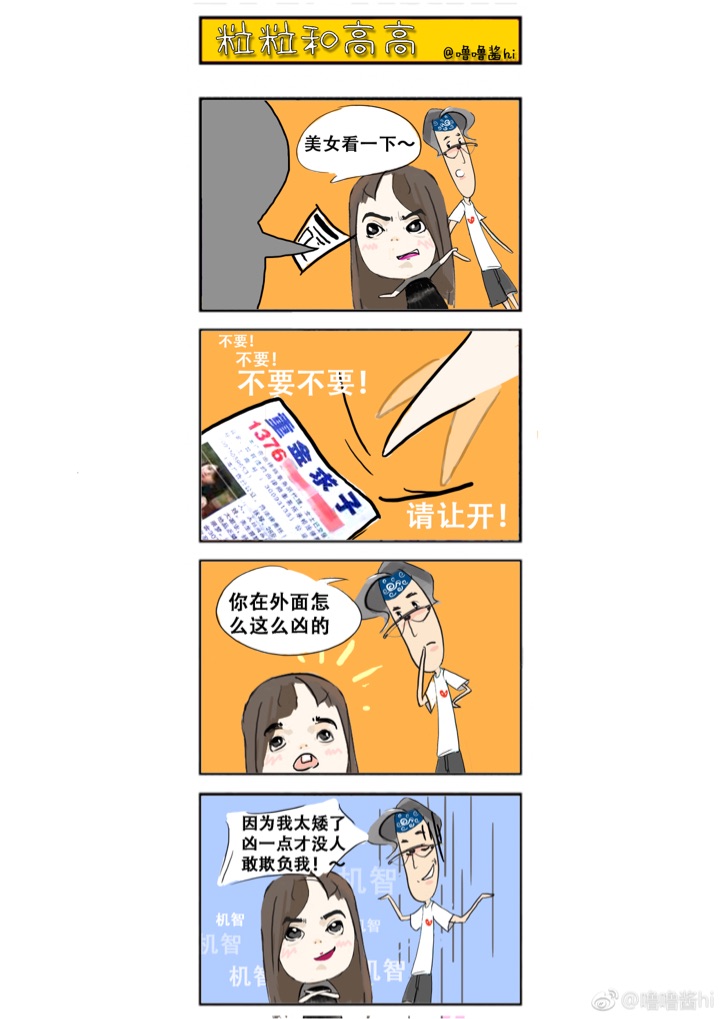 粒粒和高高
@噜噜酱hi
美女看一下～
不要！
不要！
不要不要！
重金球子
1376
请让开！
你在外面怎
么这么凶的
因为我太矮了
凶一点才没人
敢欺负我！～
机智
机智
机智
机智
机智
机智
@噜噜酱hi